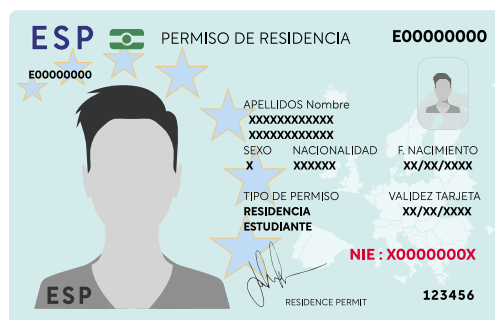 ESP PERMISO DE RESIDENCIA E00000000
E00000000
APELLIDOS Nombre
XXXXXXXXXXXX
XXXXXXXXXXXX
SEXO NACIONALIDAD F. NACIMIENTO
X XXXXXX XX/XX/XXXX
TIPO DE PERMISO VALIDEZ TARJETA
RESIDENCIA XX/XX/XXXX
ESTUDIANTE
NIE : X0000000X
ESP RESIDENCE PERMIT 123456